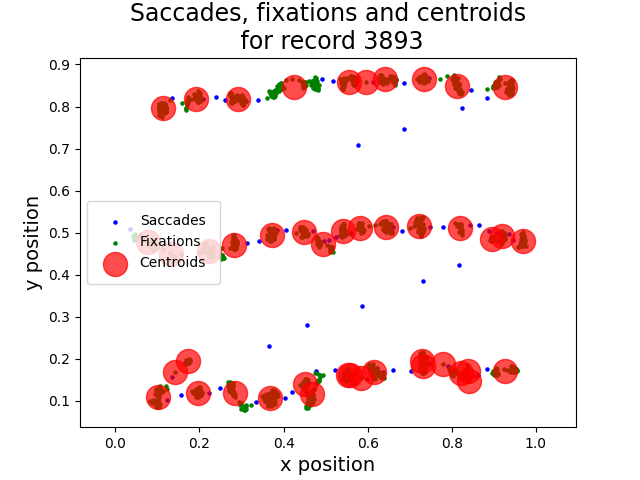 Saccades, fixations and centroids
for record 3893
0.9
0.8
0.7
0.6
0.5
0.4
0.3
0.2
0.1
y position
Saccades
Fixations
Centroids
0.0 0.2 0.4 0.6 0.8 1.0
x position